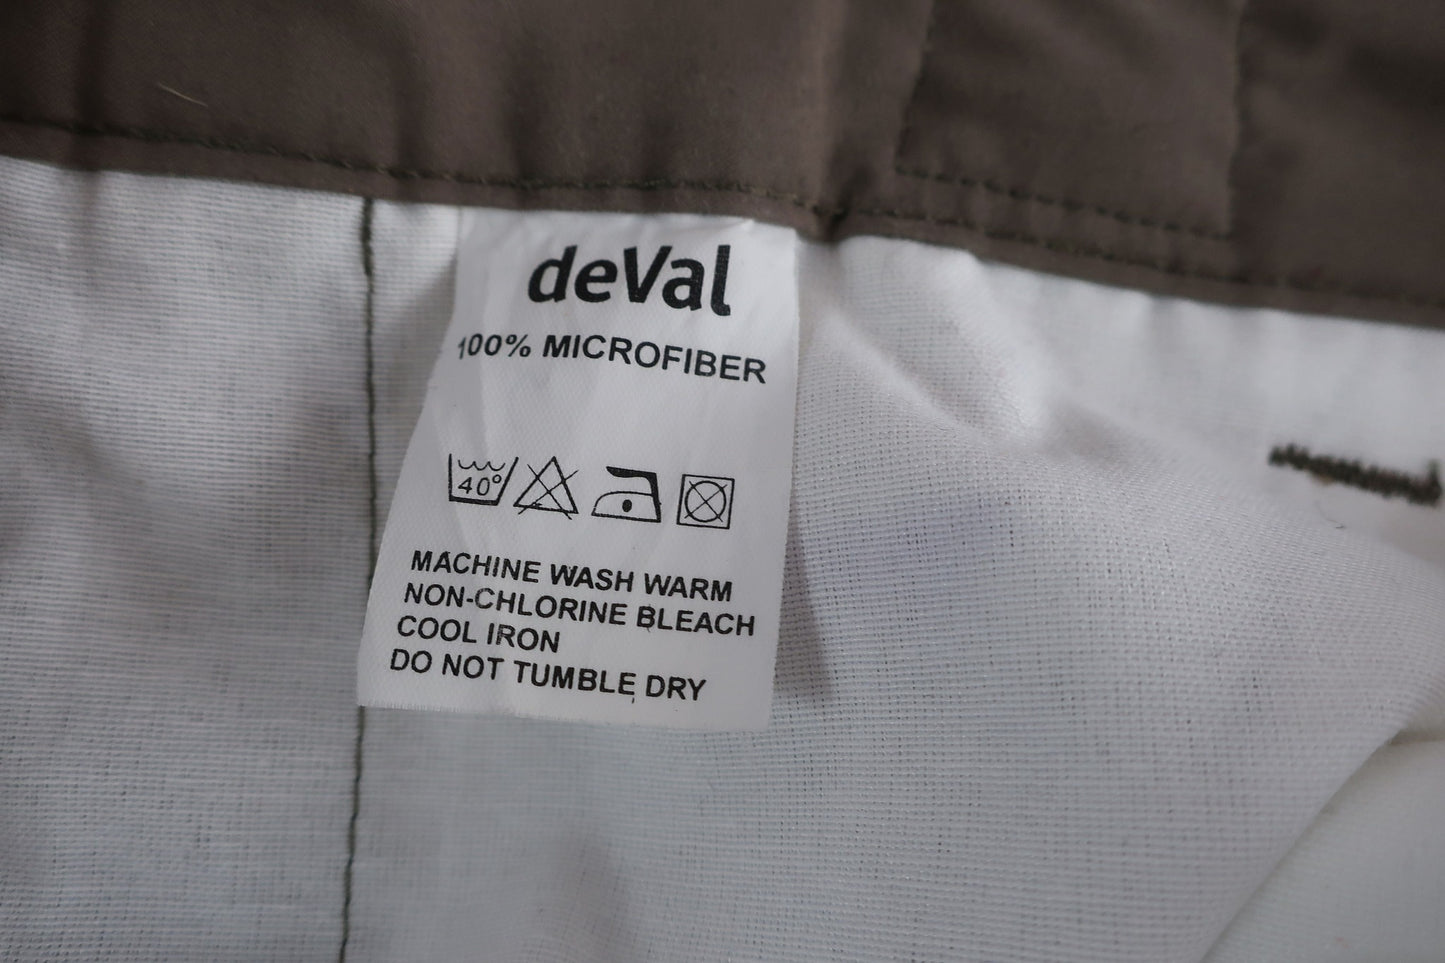 deVal
100% MICROFIBER
40°
MACHINE WASH WARM
NON-CHLORINE BLEACH
COOL IRON
DO NOT TUMBLE DRY